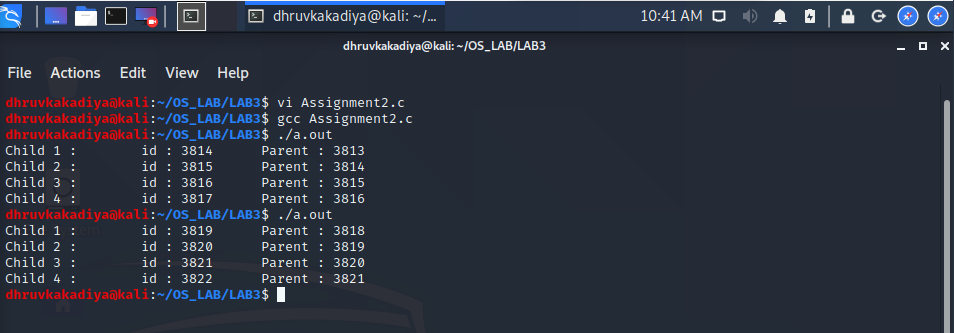 dhruvkakadiya@kali: ~/...
10:41 AM
dhruvkakadiya@kali: ~/OS_LAB/LAB3
File Actions Edit View Help
dhruvkakadiya@kali:~/OS_LAB/LAB3$ vi Assignment2.c
dhruvkakadiya@kali:~/OS_LAB/LAB3$ gcc Assignment2.c
dhruvkakadiya@kali:~/OS_LAB/LAB3$ ./a.out
Child 1 : id : 3814 Parent : 3813
Child 2 : id : 3815 Parent : 3814
Child 3 : id : 3816 Parent : 3815
Child 4 : id : 3817 Parent : 3816
dhruvkakadiya@kali:~/OS_LAB/LAB3$ ./a.out
Child 1 : id : 3819 Parent : 3818
Child 2 : id : 3820 Parent : 3819
Child 3 : id : 3821 Parent : 3820
Child 4 : id : 3822 Parent : 3821
dhruvkakadiya@kali:~/OS_LAB/LAB3$